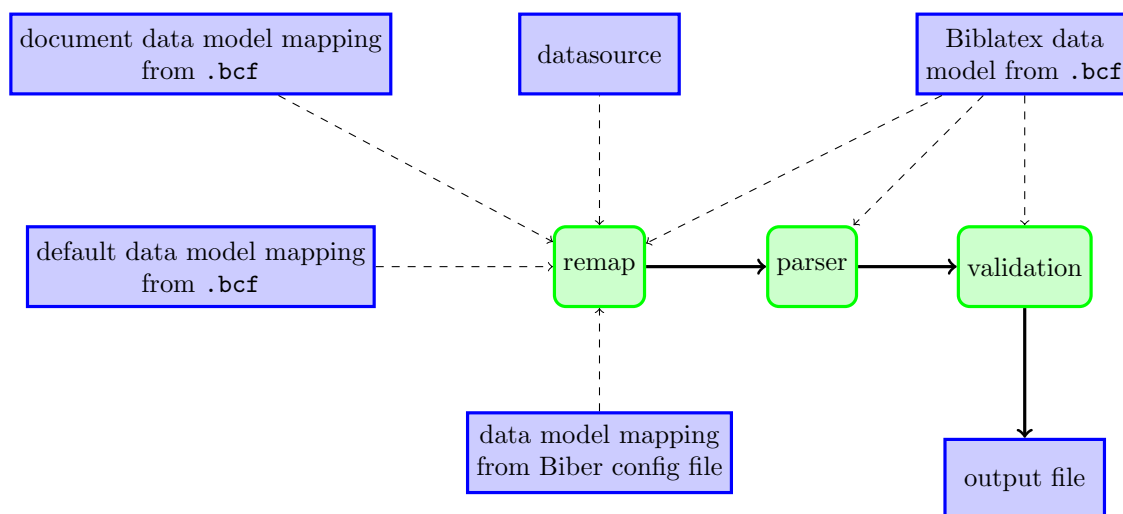 document data model mapping
from .bcf
datasource
Biblatex data
model from .bcf
default data model mapping
from .bcf
remap
parser
validation
data model mapping
from Biber config file
output file